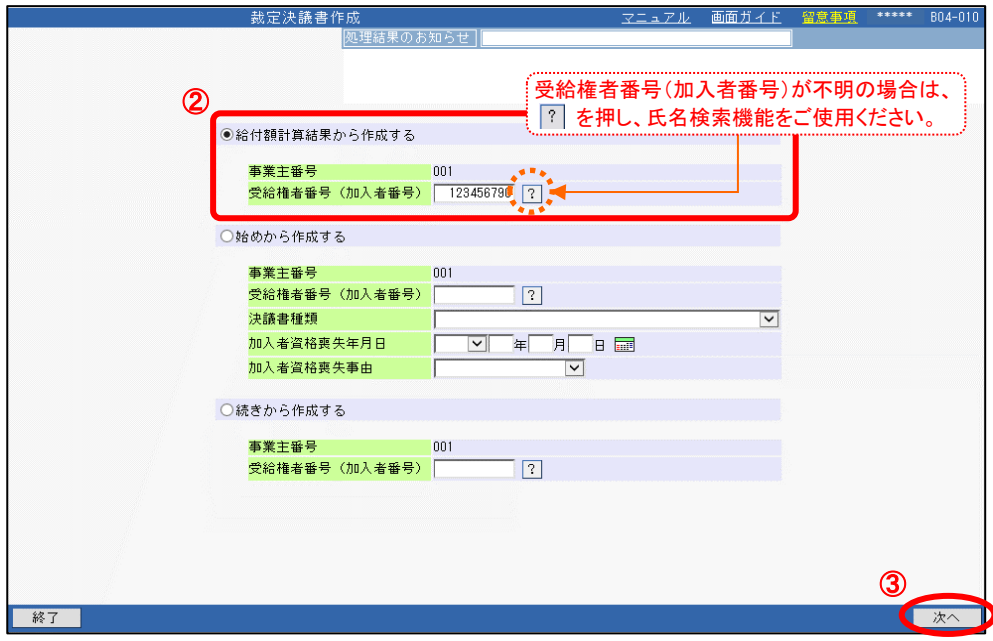 裁定決議書作成 マニュアル 画面ガイド 留意事項 ***** B04-010
処理結果のお知らせ
受給権者番号(加入者番号)が不明の場合は、
? を押し、氏名検索機能をご使用ください。
②
給付額計算結果から作成する
事業主番号 001
受給権者番号(加入者番号) 123456790 ?
始めから作成する
事業主番号 001
受給権者番号(加入者番号) ?
決議書種類
加入者資格喪失年月日 年 月 日
加入者資格喪失事由
続きから作成する
事業主番号 001
受給権者番号(加入者番号) ?
③
終了 次へ